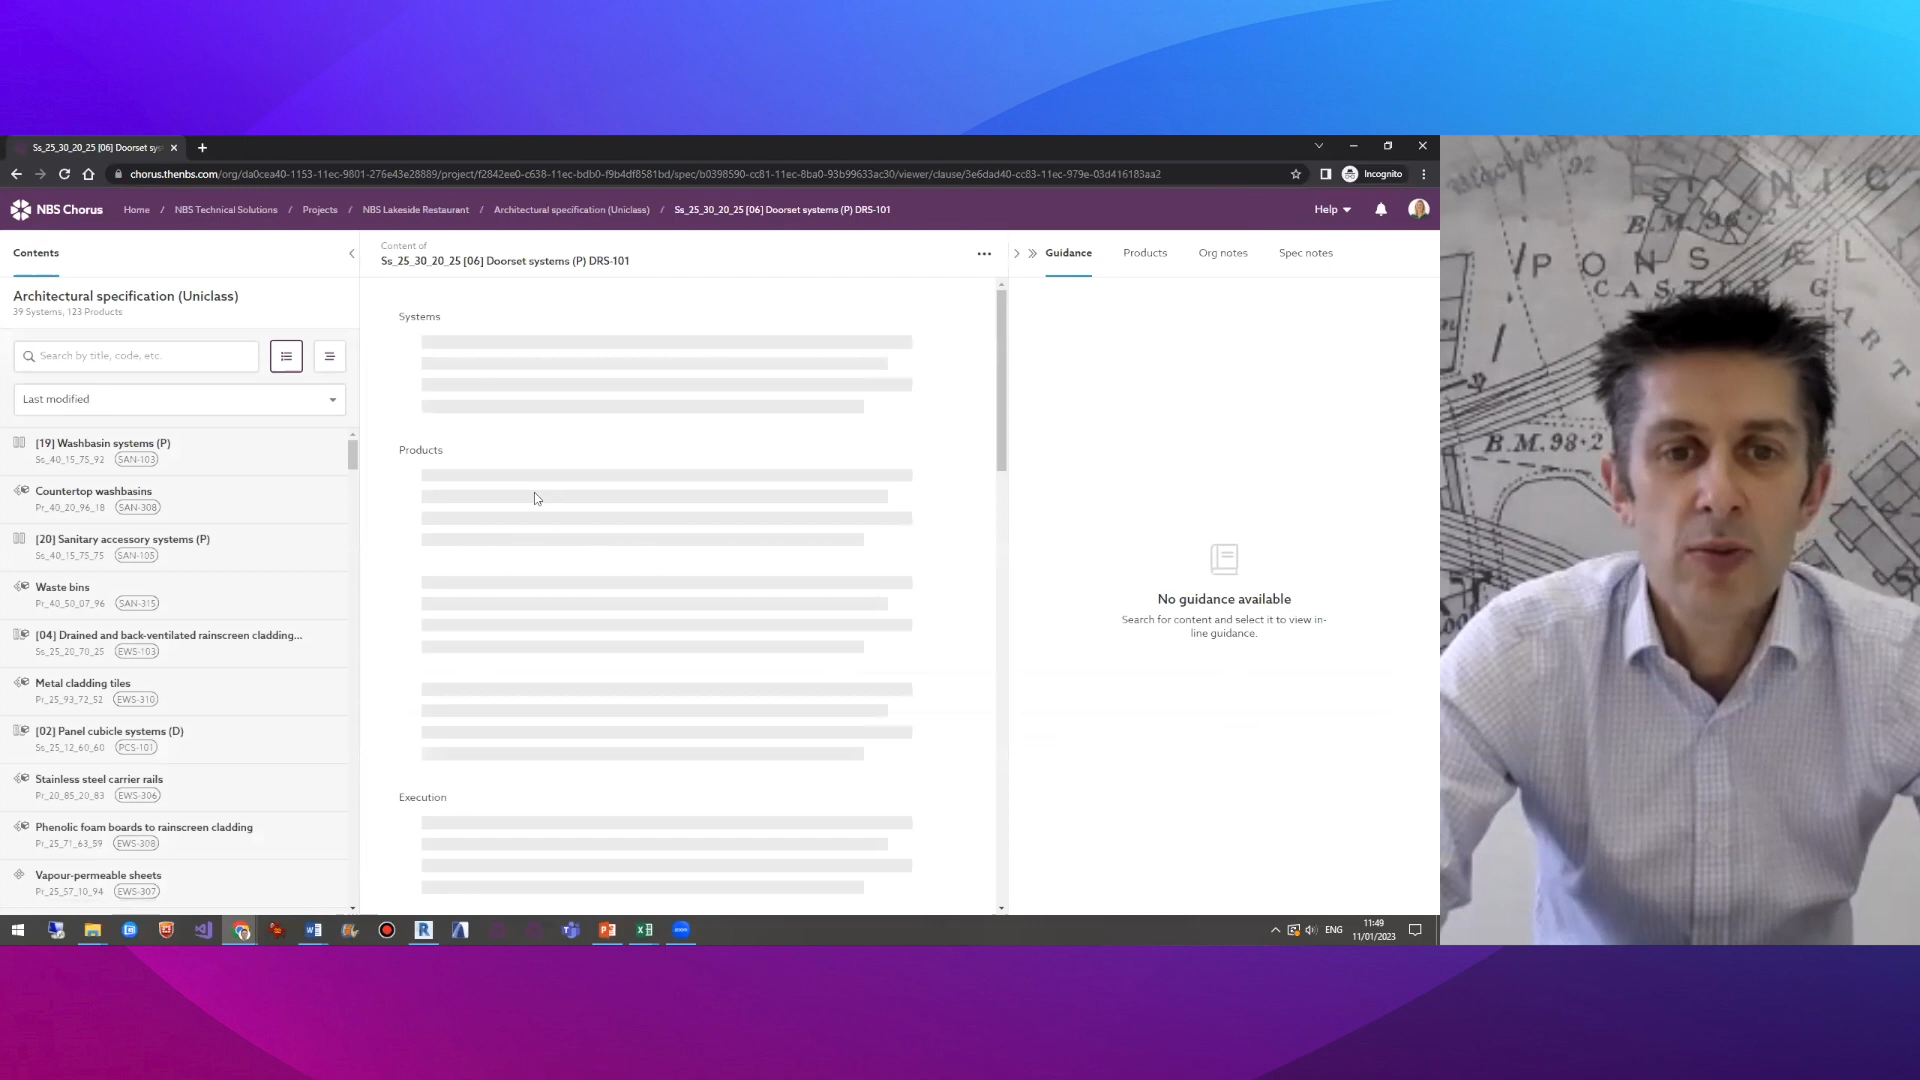 Ss_25_30_20_25 [06] Doorset sys
chorus.thenbs.com/org/da0cea40-1153-11ec-9801-276e43e28889/project/f2842ee0-c638-11ec-bdb0-f9b4df8581bd/spec/b0398590-cc81-11ec-8ba0-93b99633ac30/viewer/clause/3e6dad40-cc83-11ec-979e-03d416183aa2
Incognito
NBS Chorus
Home / NBS Technical Solutions / Projects / NBS Lakeside Restaurant / Architectural specification (Uniclass) / Ss_25_30_20_25 [06] Doorset systems (P) DRS-101
Help
Contents
Architectural specification (Uniclass)
39 Systems, 123 Products
Search by title, code, etc.
Last modified
[19] Washbasin systems (P)
Ss_40_15_75_92 SAN-103
Countertop washbasins
Pr_40_20_96_18 SAN-308
[20] Sanitary accessory systems (P)
Ss_40_15_75_75 SAN-105
Waste bins
Pr_40_50_07_96 SAN-315
[04] Drained and back-ventilated rainscreen cladding...
Ss_25_20_70_25 EWS-103
Metal cladding tiles
Pr_25_93_72_52 EWS-310
[02] Panel cubicle systems (D)
Ss_25_12_60_60 PCS-101
Stainless steel carrier rails
Pr_20_85_20_83 EWS-306
Phenolic foam boards to rainscreen cladding
Pr_25_71_63_59 EWS-308
Vapour-permeable sheets
Pr_25_57_10_94 EWS-307
Content of
Ss_25_30_20_25 [06] Doorset systems (P) DRS-101
Systems
Products
Execution
Guidance
Products
Org notes
Spec notes
No guidance available
Search for content and select it to view in-
line guidance.
ENG
11:49
11/01/2023
92
B.M. 96.2
PONS EL
CASTLE GART
B.M.98.2